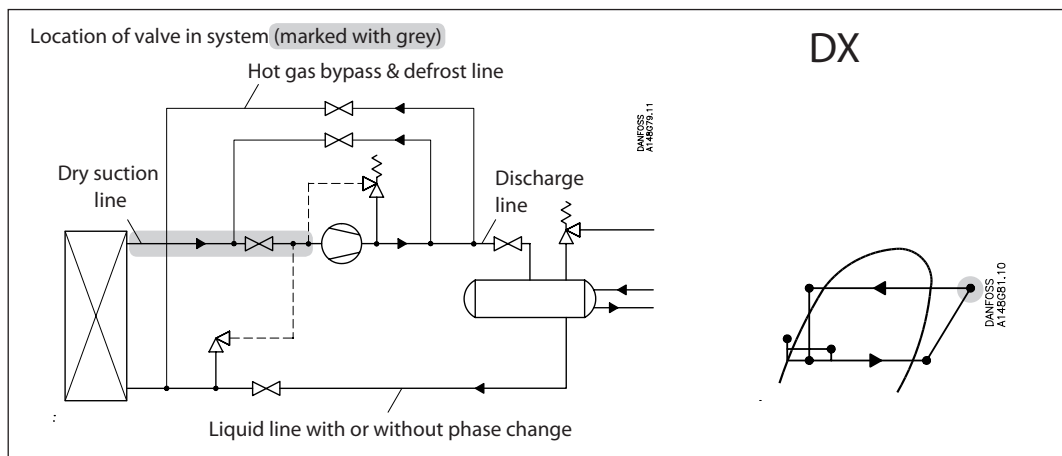 Location of valve in system (marked with grey)
DX
Hot gas bypass & defrost line
DANFOSS
A148G79.11
Dry suction
line
Discharge
line
DANFOSS
A148G81.10
Liquid line with or without phase change
: